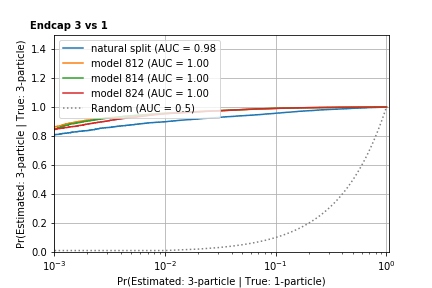 Endcap 3 vs 1
Pr(Estimated: 3-particle | True: 3-particle)
1.4
1.2
1.0
0.8
0.6
0.4
0.2
0.0
natural split (AUC = 0.98
model 812 (AUC = 1.00
model 814 (AUC = 1.00
model 824 (AUC = 1.00
Random (AUC = 0.5)
10⁻³ 10⁻² 10⁻¹ 10⁰
Pr(Estimated: 3-particle | True: 1-particle)